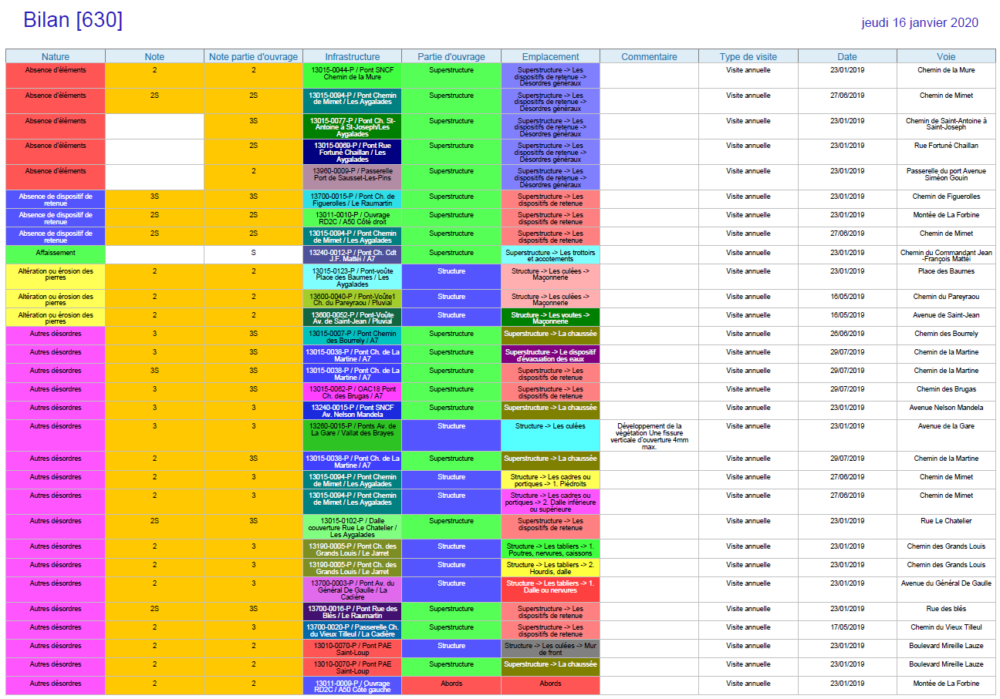 Bilan [630]
jeudi 16 janvier 2020
Nature Note Note partie d'ouvrage Infrastructure Partie d'ouvrage Emplacement Commentaire Type de visite Date Voie
Absence d'éléments 2 2 13015-0044-P / Pont SNCF Chemin de la Mure Superstructure Superstructure -> Les dispositifs de retenue -> Désordres généraux Visite annuelle 23/01/2019 Chemin de la Mure
Absence d'éléments 2S 2S 13015-0094-P / Pont Chemin de Mimet / Les Aygalades Superstructure Superstructure -> Les dispositifs de retenue -> Désordres généraux Visite annuelle 27/06/2019 Chemin de Mimet
Absence d'éléments 3S 13015-0077-P / Pont Ch. St-Antoine à St-Joseph/Les Aygalades Superstructure Superstructure -> Les dispositifs de retenue -> Désordres généraux Visite annuelle 23/01/2019 Chemin de Saint-Antoine à Saint-Joseph
Absence d'éléments 2S 13015-0069-P / Pont Rue Fortuné Chaillan / Les Aygalades Superstructure Superstructure -> Les dispositifs de retenue -> Désordres généraux Visite annuelle 23/01/2019 Rue Fortuné Chaillan
Absence d'éléments 2 13960-0009-P / Passerelle Port de Sausset-Les-Pins Superstructure Superstructure -> Les dispositifs de retenue -> Désordres généraux Visite annuelle 23/01/2019 Passerelle du port Avenue Siméon Gouin
Absence de dispositif de retenue 3S 3S 13700-0015-P / Pont Ch. de Figuerolles / Le Raumartin Superstructure Superstructure -> Les dispositifs de retenue Visite annuelle 23/01/2019 Chemin de Figuerolles
Absence de dispositif de retenue 2S 2S 13011-0010-P / Ouvrage RD2C / A50 Côté droit Superstructure Superstructure -> Les dispositifs de retenue Visite annuelle 23/01/2019 Montée de La Forbine
Absence de dispositif de retenue 2S 2S 13015-0094-P / Pont Chemin de Mimet / Les Aygalades Superstructure Superstructure -> Les dispositifs de retenue Visite annuelle 27/06/2019 Chemin de Mimet
Affaissement S 13240-0012-P / Pont Ch. Cdt J.F. Mattéi / A7 Superstructure Superstructure -> Les trottoirs et accotements Visite annuelle 23/01/2019 Chemin du Commandant Jean -François Mattéi
Altération ou érosion des pierres 2 2 13015-0123-P / Pont-voûte Place des Baumes / Les Aygalades Structure Structure -> Les culées -> Maçonnerie Visite annuelle 23/01/2019 Place des Baumes
Altération ou érosion des pierres 2 2 13600-0040-P / Pont-Voûte1 Ch. du Pareyraou / Pluvial Structure Structure -> Les culées -> Maçonnerie Visite annuelle 16/05/2019 Chemin du Pareyraou
Altération ou érosion des pierres 2 2 13600-0052-P / Pont-Voûte Av. de Saint-Jean / Pluvial Structure Structure -> Les voutes -> Maçonnerie Visite annuelle 16/05/2019 Avenue de Saint-Jean
Autres désordres 3 3S 13015-0007-P / Pont Chemin des Bourrely / A7 Superstructure Superstructure -> La chaussée Visite annuelle 26/06/2019 Chemin des Bourrely
Autres désordres 3 3S 13015-0038-P / Pont Ch. de La Martine / A7 Superstructure Superstructure -> Le dispositif d'évacuation des eaux Visite annuelle 29/07/2019 Chemin de la Martine
Autres désordres 3S 3S 13015-0038-P / Pont Ch. de La Martine / A7 Superstructure Superstructure -> Les dispositifs de retenue Visite annuelle 29/07/2019 Chemin de la Martine
Autres désordres 3 3S 13015-0062-P / OAC18 Pont Ch. des Brugas / A7 Superstructure Superstructure -> Les dispositifs de retenue Visite annuelle 29/07/2019 Chemin des Brugas
Autres désordres 3 3 13240-0015-P / Pont SNCF Av. Nelson Mandela Superstructure Superstructure -> La chaussée Visite annuelle 23/01/2019 Avenue Nelson Mandela
Autres désordres 3 3 13260-0015-P / Ponts Av. de La Gare / Vallat des Brayes Structure Structure -> Les culées Développement de la végétation Une fissure verticale d'ouverture 4mm max. Visite annuelle 23/01/2019 Avenue de la Gare
Autres désordres 2 3S 13015-0038-P / Pont Ch. de La Martine / A7 Superstructure Superstructure -> La chaussée Visite annuelle 29/07/2019 Chemin de la Martine
Autres désordres 2 3 13015-0094-P / Pont Chemin de Mimet / Les Aygalades Structure Structure -> Les cadres ou portiques -> 1. Piédroits Visite annuelle 27/06/2019 Chemin de Mimet
Autres désordres 2 3 13015-0094-P / Pont Chemin de Mimet / Les Aygalades Structure Structure -> Les cadres ou portiques -> 2. Dalle inférieure ou supérieure Visite annuelle 27/06/2019 Chemin de Mimet
Autres désordres 2S 3S 13015-0102-P / Dalle couverture Rue Le Chatelier / Les Aygalades Superstructure Superstructure -> Les dispositifs de retenue Visite annuelle 23/01/2019 Rue Le Chatelier
Autres désordres 2 3 13190-0005-P / Pont Ch. des Grands Louis / Le Jarret Structure Structure -> Les tabliers -> 1. Poutres, nervures, caissons Visite annuelle 23/01/2019 Chemin des Grands Louis
Autres désordres 2 3 13190-0005-P / Pont Ch. des Grands Louis / Le Jarret Structure Structure -> Les tabliers -> 2. Hourdis, dalle Visite annuelle 23/01/2019 Chemin des Grands Louis
Autres désordres 2 3 13700-0003-P / Pont Av. du Général De Gaulle / La Cadière Structure Structure -> Les tabliers -> 1. Dalle ou nervures Visite annuelle 23/01/2019 Avenue du Général De Gaulle
Autres désordres 2S 3S 13700-0016-P / Pont Rue des Blés / Le Raumartin Superstructure Superstructure -> Les dispositifs de retenue Visite annuelle 23/01/2019 Rue des blés
Autres désordres 2 3 13700-0020-P / Passerelle Ch. du Vieux Tilleul / La Cadière Superstructure Superstructure -> Les dispositifs de retenue Visite annuelle 17/05/2019 Chemin du Vieux Tilleul
Autres désordres 2 2 13010-0070-P / Pont PAE Saint-Loup Structure Structure -> Les culées -> Mur de front Visite annuelle 23/01/2019 Boulevard Mireille Lauze
Autres désordres 2 2 13010-0070-P / Pont PAE Saint-Loup Superstructure Superstructure -> La chaussée Visite annuelle 23/01/2019 Boulevard Mireille Lauze
Autres désordres 2 2 13011-0009-P / Ouvrage RD2C / A50 Côté gauche Abords Abords Visite annuelle 23/01/2019 Montée de La Forbine